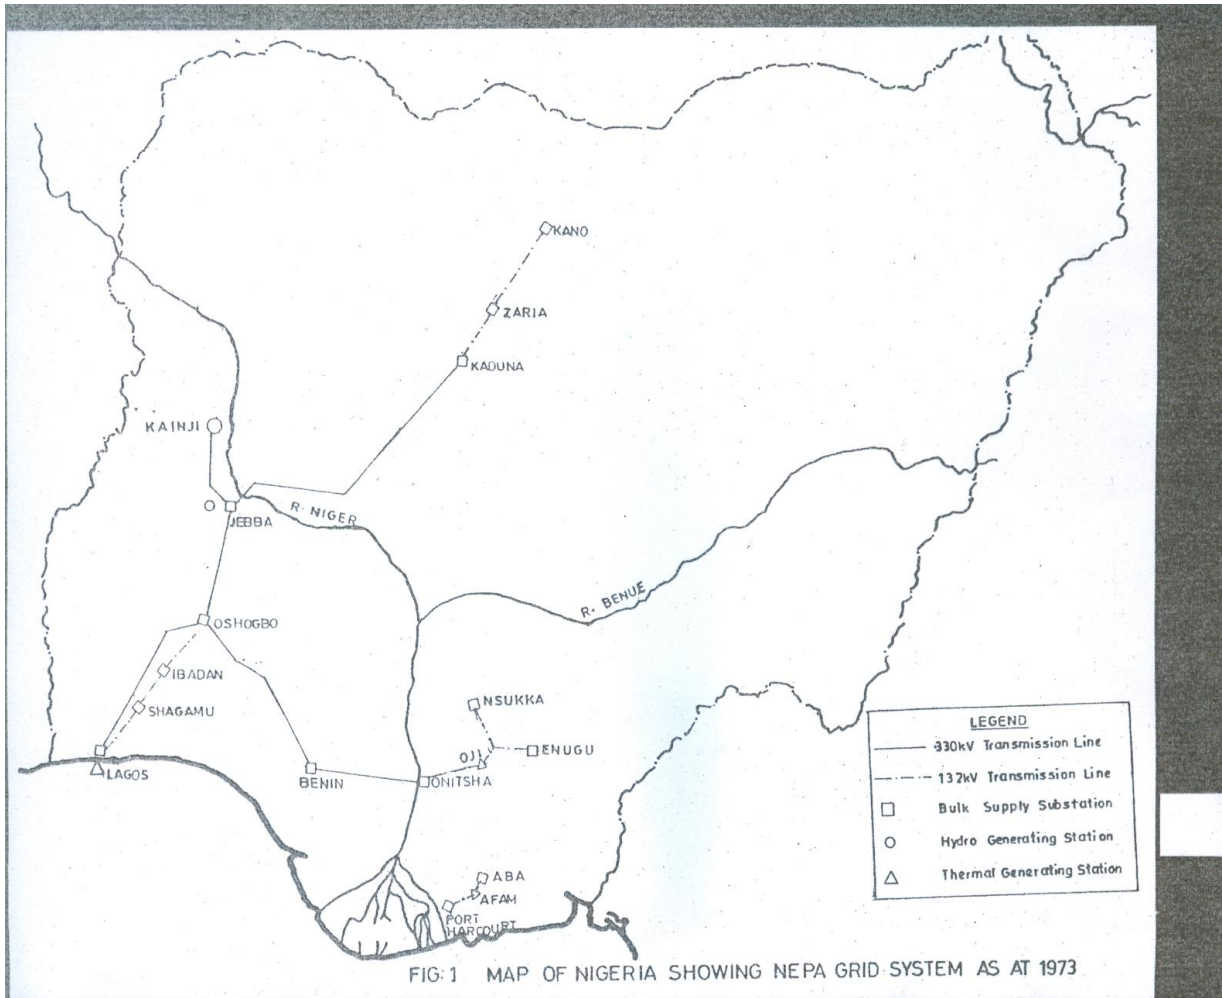 KANO
ZARIA
KADUNA
KAINJI
JEBBA
R. NIGER
R. BENUE
OSHOGBO
IBADAN
SHAGAMU
LAGOS
BENIN
ONITSHA
OJI
NSUKKA
ENUGU
ABA
AFAM
PORT
HARCOURT
LEGEND
330kV Transmission Line
132kV Transmission Line
Bulk Supply Substation
Hydro Generating Station
Thermal Generating Station
FIG:1 MAP OF NIGERIA SHOWING NEPA GRID SYSTEM AS AT 1973